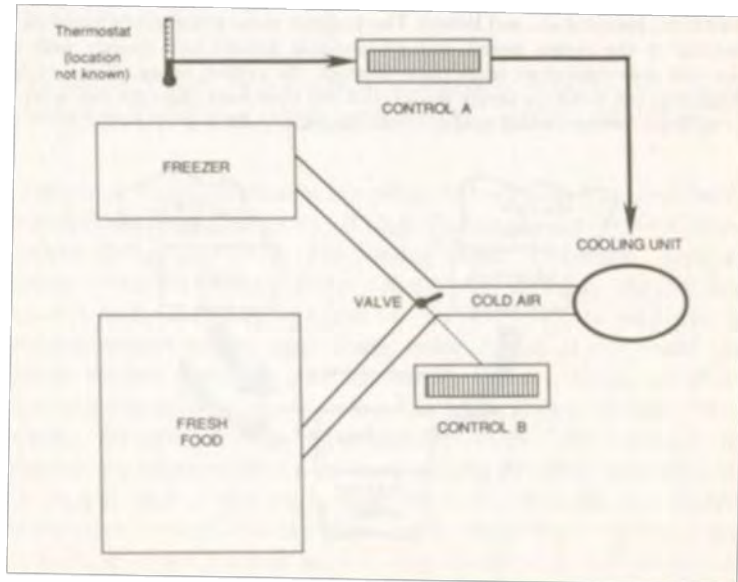 Thermostat
(location
not known)
CONTROL A
FREEZER
COOLING UNIT
VALVE
COLD AIR
CONTROL B
FRESH
FOOD